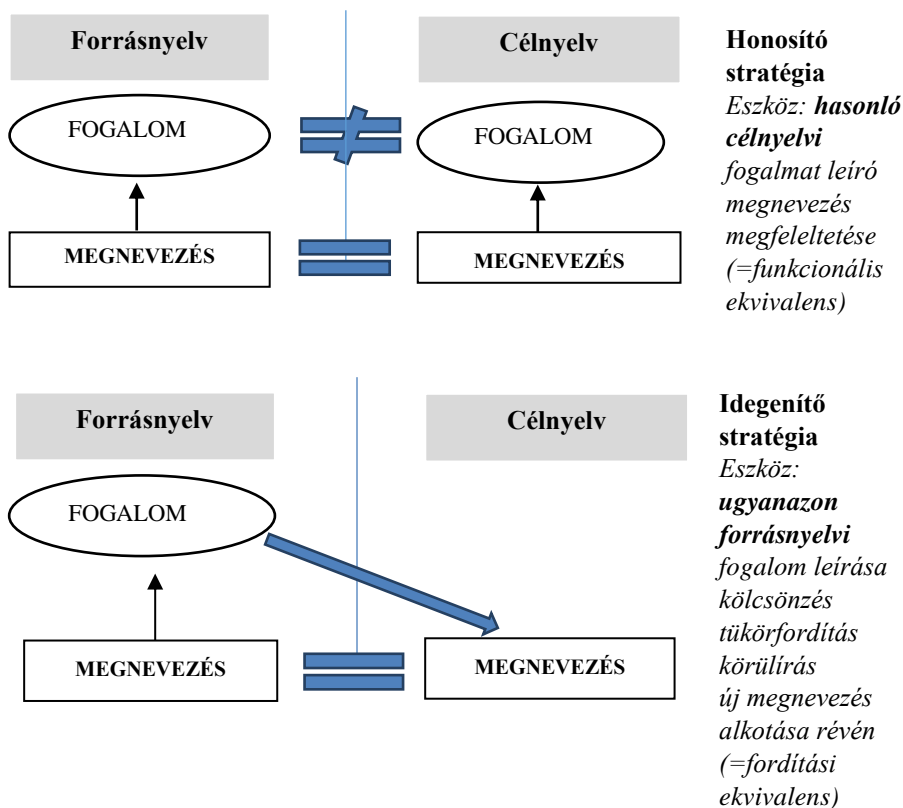 Forrásnyelv
Célnyelv
FOGALOM
FOGALOM
MEGNEVEZÉS
MEGNEVEZÉS
Honosító
stratégia
Eszköz: hasonló
célnyelvi
fogalmat leíró
megnevezés
megfeleltetése
(=funkcionális
ekvivalens)
Forrásnyelv
Célnyelv
FOGALOM
MEGNEVEZÉS
MEGNEVEZÉS
Idegenítő
stratégia
Eszköz:
ugyanazon
forrásnyelvi
fogalom leírása
kölcsönzés
tükörfordítás
körülírás
új megnevezés
alkotása révén
(=fordítási
ekvivalens)